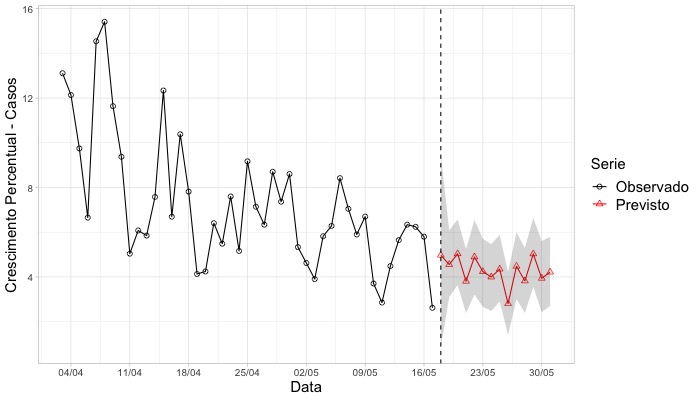 16
12
8
4
Crescimento Percentual - Casos
04/04
11/04
18/04
25/04
02/05
09/05
16/05
23/05
30/05
Data
Serie
Observado
Previsto